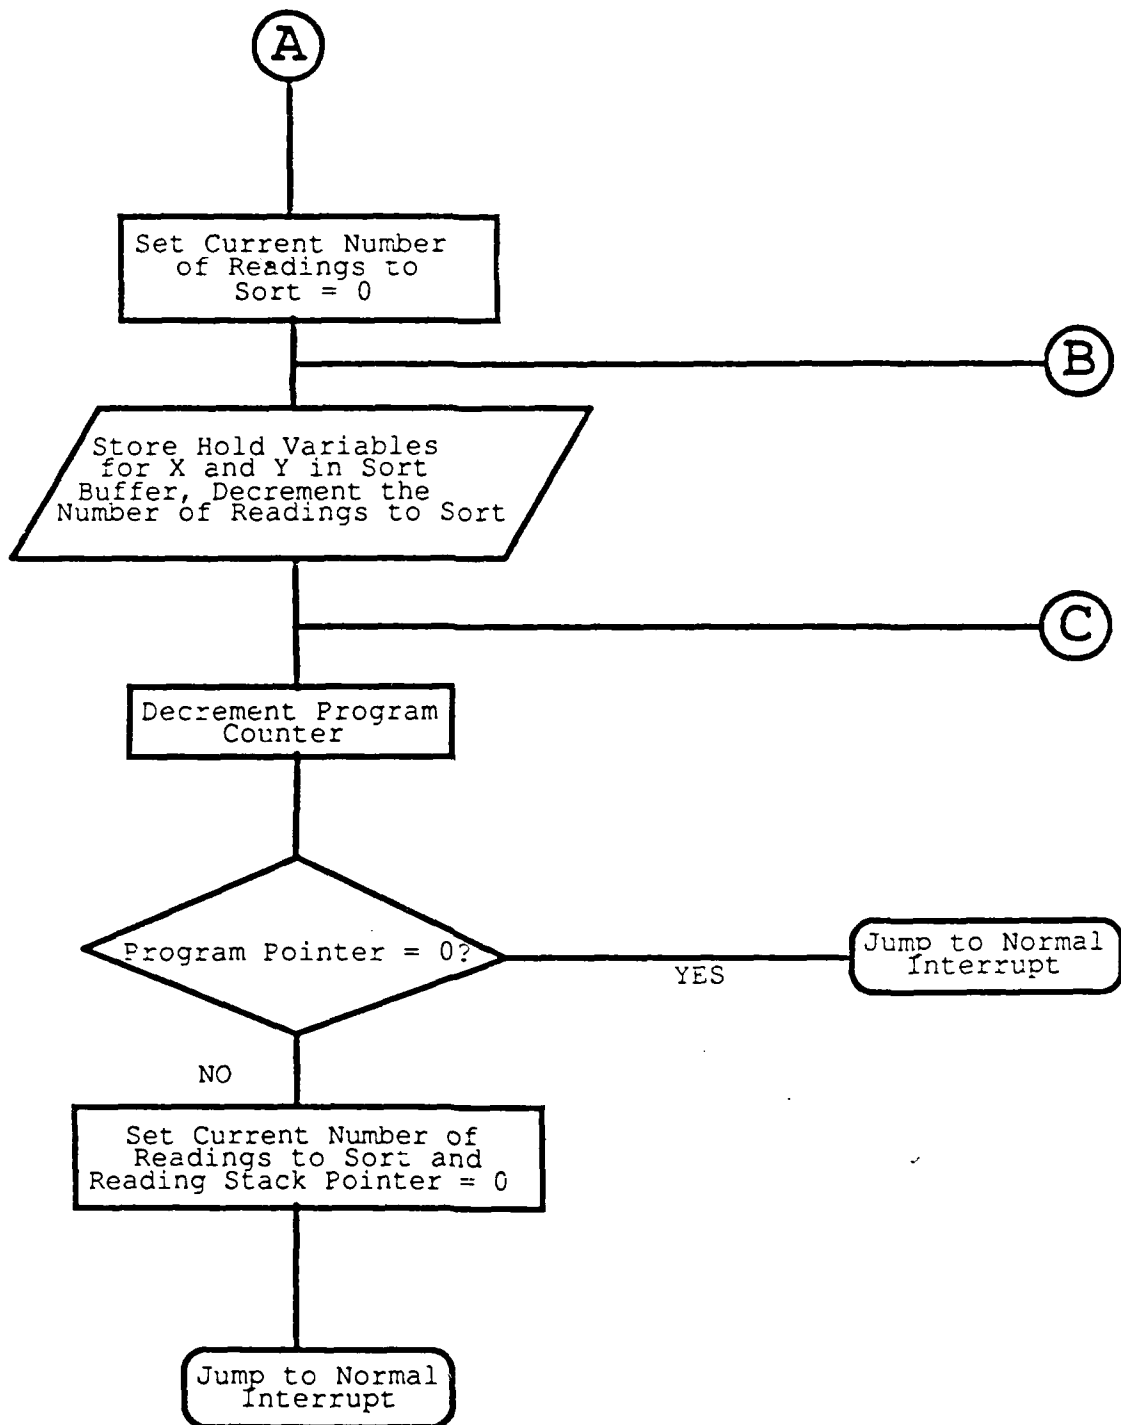 A
Set Current Number
of Readings to
Sort = 0
B
Store Hold Variables
for X and Y in Sort
Buffer, Decrement the
Number of Readings to Sort
C
Decrement Program
Counter
Program Pointer = 0?
YES
Jump to Normal
Interrupt
NO
Set Current Number of
Readings to Sort and
Reading Stack Pointer = 0
Jump to Normal
Interrupt